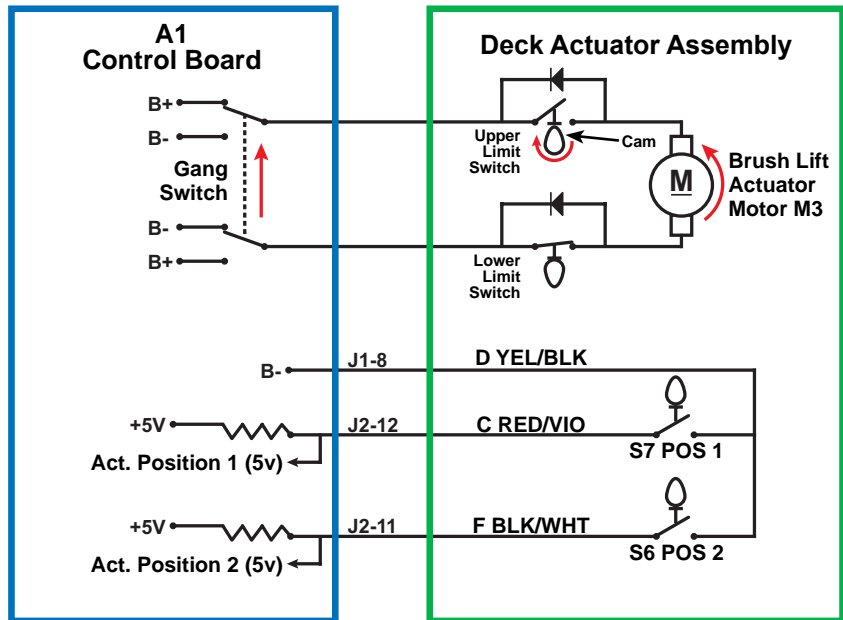 A1
Control Board
Deck Actuator Assembly
B+
B-
Gang
Switch
B-
B+
Upper
Limit
Switch
Cam
M
Brush Lift
Actuator
Motor M3
Lower
Limit
Switch
B-
J1-8
D YEL/BLK
+5V
J2-12
C RED/VIO
Act. Position 1 (5v)
S7 POS 1
+5V
J2-11
F BLK/WHT
Act. Position 2 (5v)
S6 POS 2